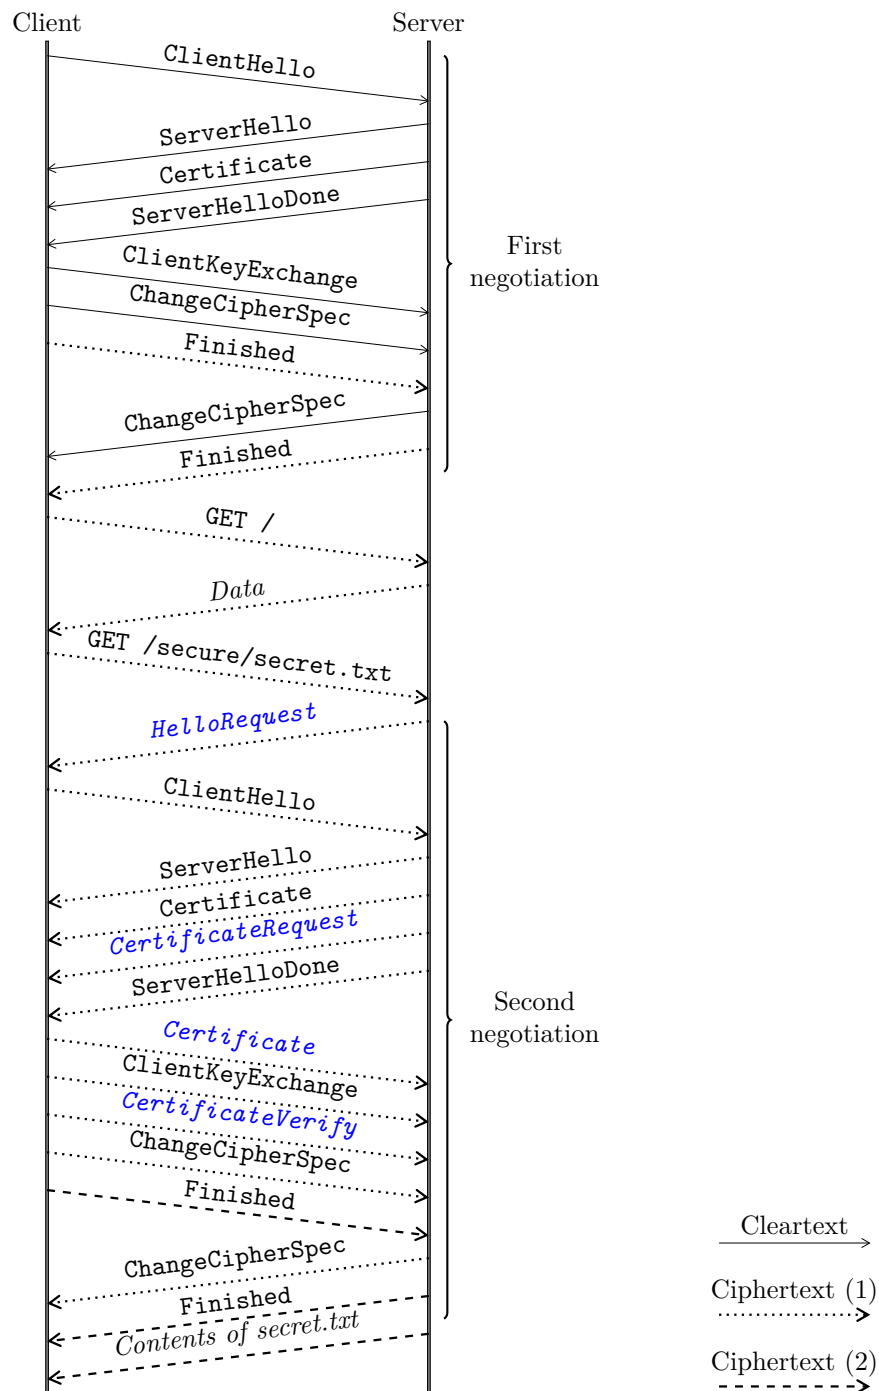 Client
Server
ClientHello
ServerHello
Certificate
ServerHelloDone
ClientKeyExchange
ChangeCipherSpec
Finished
ChangeCipherSpec
Finished
First
negotiation
GET /
Data
GET /secure/secret.txt
HelloRequest
ClientHello
ServerHello
Certificate
CertificateRequest
ServerHelloDone
Certificate
ClientKeyExchange
CertificateVerify
ChangeCipherSpec
Finished
ChangeCipherSpec
Finished
Second
negotiation
Contents of secret.txt
Cleartext
Ciphertext (1)
Ciphertext (2)